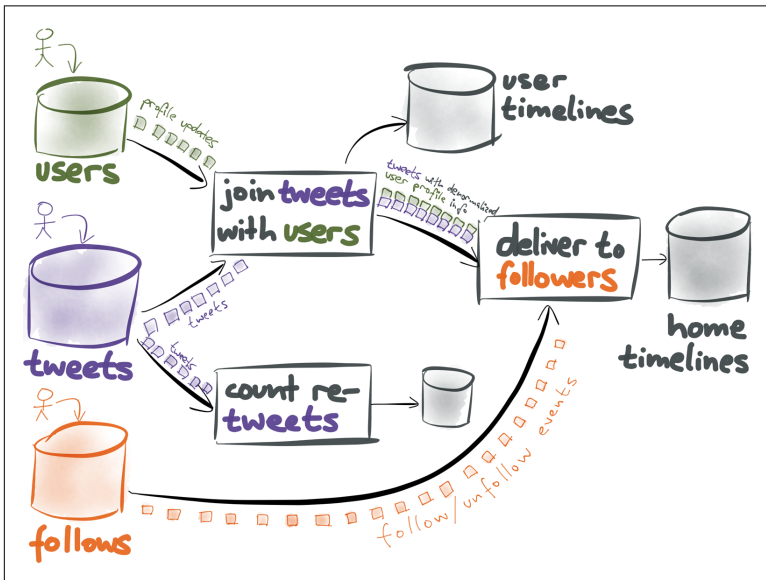 user
timelines
profile updates
users
join tweets
with users
tweets with denormalized
user profile info
deliver to
followers
tweets
tweets
tweets
home
timelines
count re-
tweets
follow/unfollow events
follows